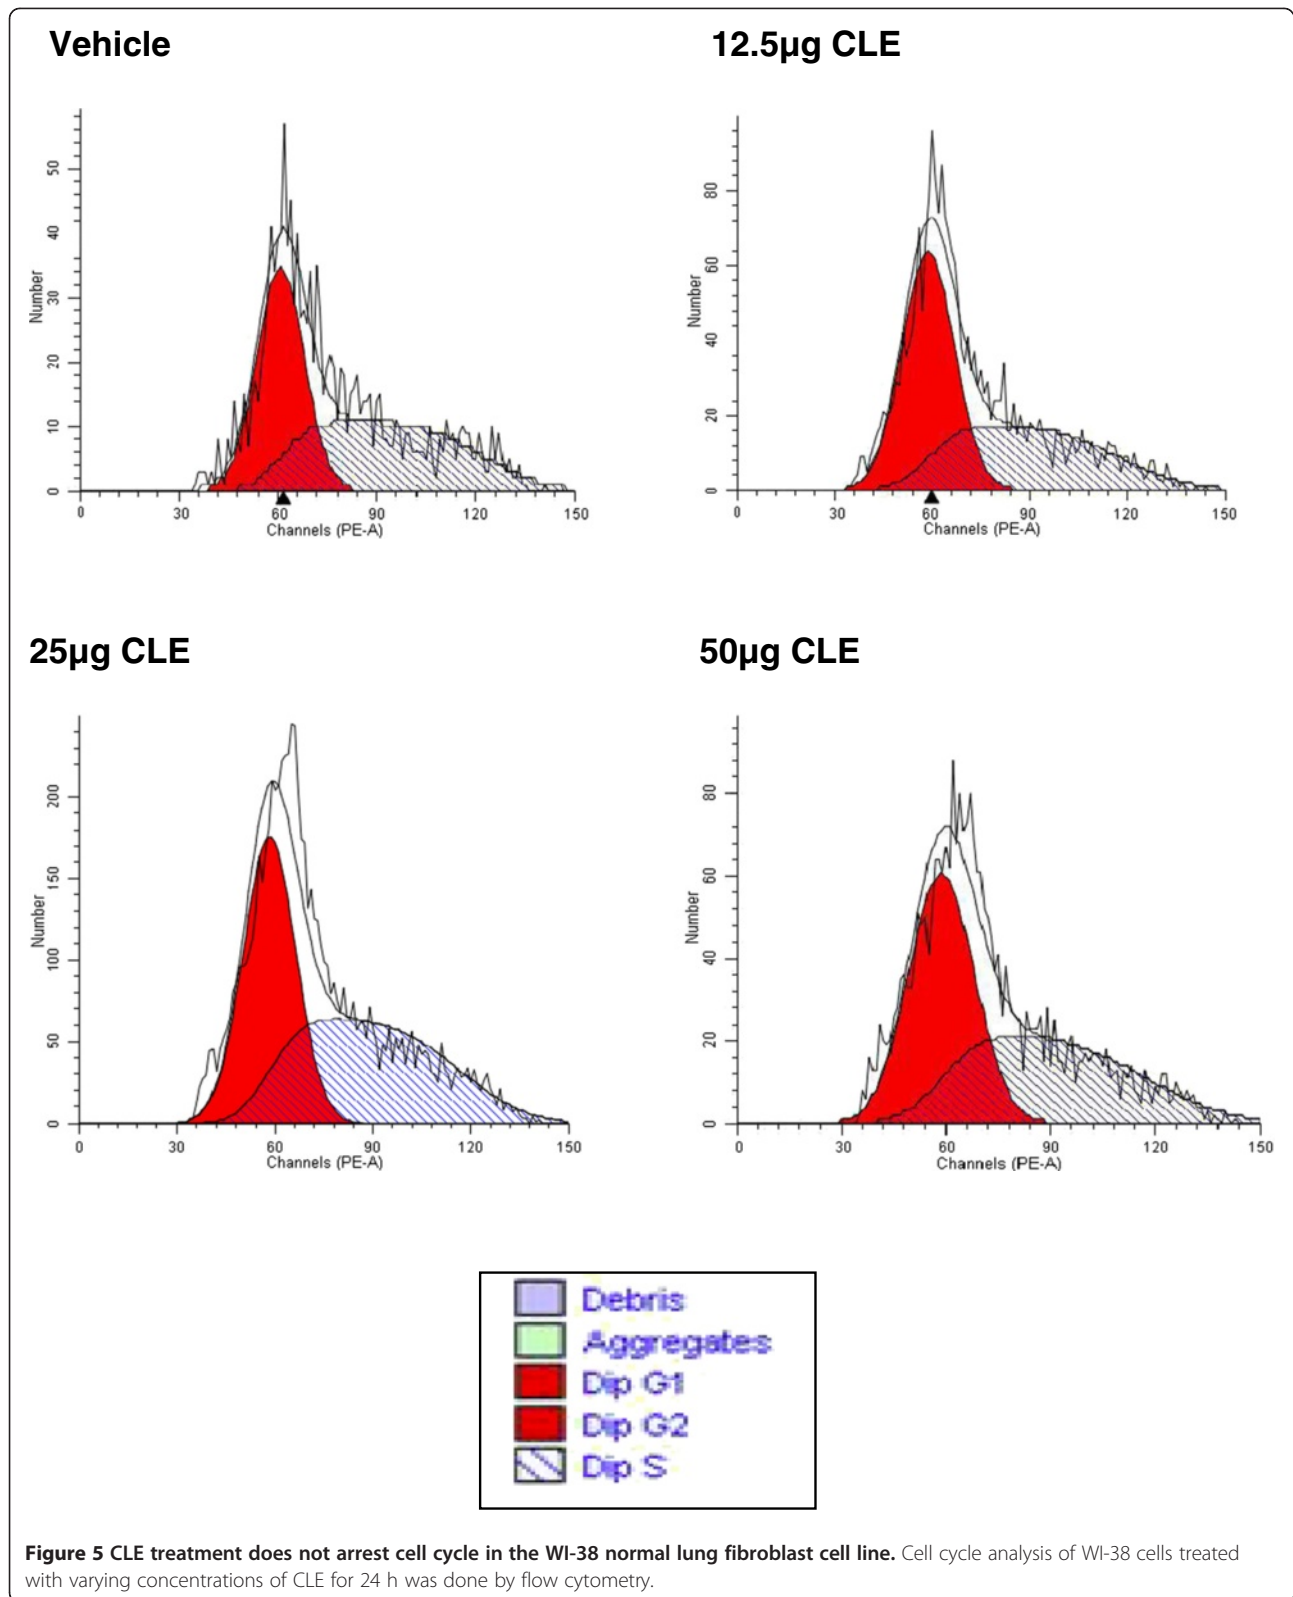 Vehicle
50
40
30
20
10
0
Number
0 30 60 90 120 150
Channels (PE-A)
12.5µg CLE
80
60
40
20
0
Number
0 30 60 90 120 150
Channels (PE-A)
25µg CLE
200
150
100
50
0
Number
0 30 60 90 120 150
Channels (PE-A)
50µg CLE
80
60
40
20
0
Number
0 30 60 90 120 150
Channels (PE-A)
Debris
Aggregates
Dip G1
Dip G2
Dip S
Figure 5 CLE treatment does not arrest cell cycle in the WI-38 normal lung fibroblast cell line. Cell cycle analysis of WI-38 cells treated
with varying concentrations of CLE for 24 h was done by flow cytometry.